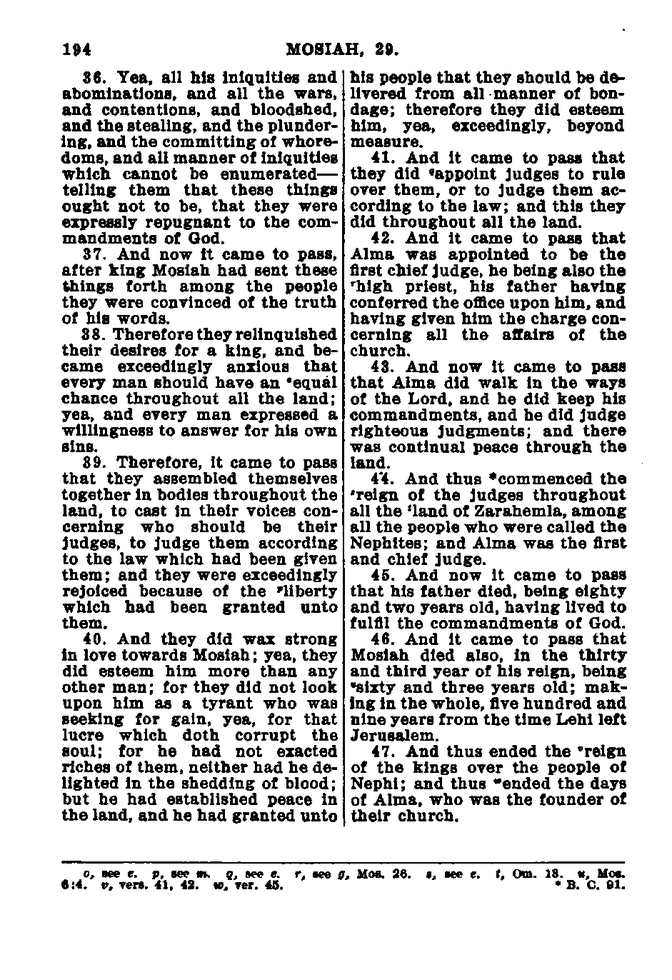 194
MOSIAH, 29.
36. Yea, all his iniquities and
abominations, and all the wars,
and contentions, and bloodshed,
and the stealing, and the plunder-
ing, and the committing of whore-
doms, and all manner of iniquities
which cannot be enumerated—
telling them that these things
ought not to be, that they were
expressly repugnant to the com-
mandments of God.
37. And now it came to pass,
after king Mosiah had sent these
things forth among the people
they were convinced of the truth
of his words.
38. Therefore they relinquished
their desires for a king, and be-
came exceedingly anxious that
every man should have an ᵒequal
chance throughout all the land;
yea, and every man expressed a
willingness to answer for his own
sins.
39. Therefore, it came to pass
that they assembled themselves
together in bodies throughout the
land, to cast in their voices con-
cerning who should be their
judges, to judge them according
to the law which had been given
them; and they were exceedingly
rejoiced because of the ᵖliberty
which had been granted unto
them.
40. And they did wax strong
in love towards Mosiah; yea, they
did esteem him more than any
other man; for they did not look
upon him as a tyrant who was
seeking for gain, yea, for that
lucre which doth corrupt the
soul; for he had not exacted
riches of them, neither had he de-
lighted in the shedding of blood;
but he had established peace in
the land, and he had granted unto
his people that they should be de-
livered from all manner of bon-
dage; therefore they did esteem
him, yea, exceedingly, beyond
measure.
41. And it came to pass that
they did qappoint judges to rule
over them, or to judge them ac-
cording to the law; and this they
did throughout all the land.
42. And it came to pass that
Alma was appointed to be the
first chief judge, he being also the
ʳhigh priest, his father having
conferred the office upon him, and
having given him the charge con-
cerning all the affairs of the
church.
43. And now it came to pass
that Alma did walk in the ways
of the Lord, and he did keep his
commandments, and he did judge
righteous judgments; and there
was continual peace through the
land.
44. And thus *commenced the
ˢreign of the judges throughout
all the ᵗland of Zarahemla, among
all the people who were called the
Nephites; and Alma was the first
and chief judge.
45. And now it came to pass
that his father died, being eighty
and two years old, having lived to
fulfil the commandments of God.
46. And it came to pass that
Mosiah died also, in the thirty
and third year of his reign, being
ᵘsixty and three years old; mak-
ing in the whole, five hundred and
nine years from the time Lehi left
Jerusalem.
47. And thus ended the ᵛreign
of the kings over the people of
Nephi; and thus ʷended the days
of Alma, who was the founder of
their church.
o, see e. p, see m. q, see e. r, see g, Mos. 26. s, see e. t, Om. 13. u, Mos.
6:4. v, vers. 41, 42. w, ver. 45. * B. C. 91.